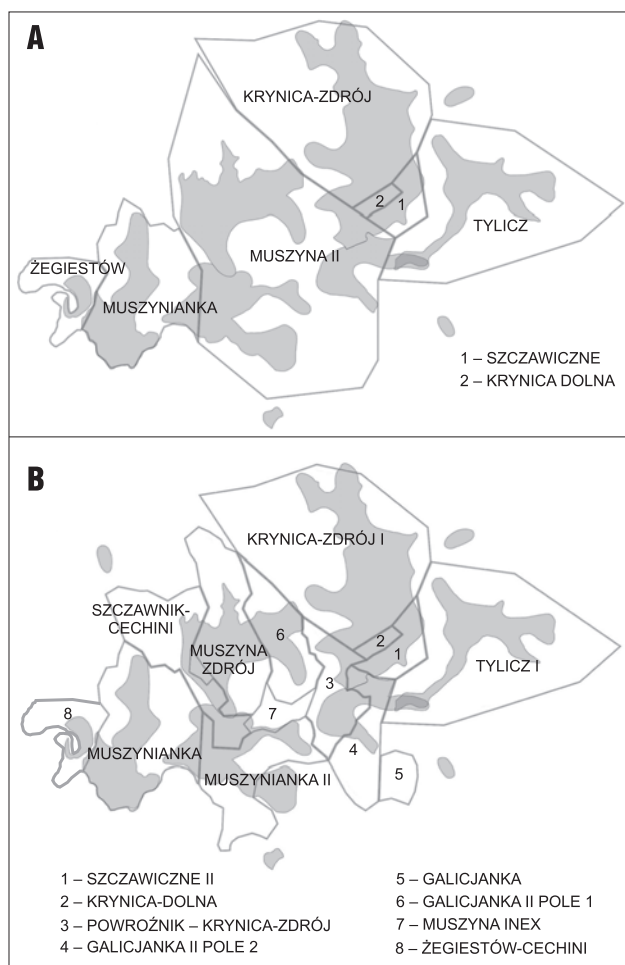 A
KRYNICA-ZDRÓJ
2
1
TYLICZ
MUSZYNA II
ŻEGIESTÓW
MUSZYNIANKA
1 – SZCZAWICZNE
2 – KRYNICA DOLNA
B
KRYNICA-ZDRÓJ I
SZCZAWNIK-
CECHINI
6
2
1
MUSZYNA
ZDRÓJ
TYLICZ I
3
8
7
MUSZYNIANKA
4
MUSZYNIANKA II
5
1 – SZCZAWICZNE II
2 – KRYNICA-DOLNA
3 – POWROŹNIK – KRYNICA-ZDRÓJ
4 – GALICJANKA II POLE 2
5 – GALICJANKA
6 – GALICJANKA II POLE 1
7 – MUSZYNA INEX
8 – ŻEGIESTÓW-CECHINI